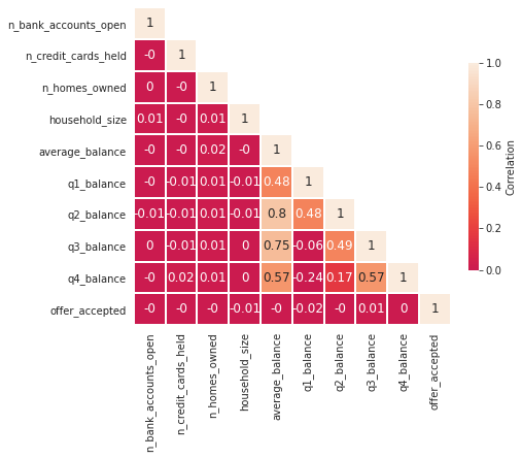 n_bank_accounts_open 1
n_credit_cards_held -0 1
n_homes_owned 0 -0 1
household_size 0.01 -0 0.01 1
average_balance -0 -0 0.02 -0 1
q1_balance -0 -0.01 0.01 -0.01 0.48 1
q2_balance -0.01 -0.01 0.01 -0.01 0.8 0.48 1
q3_balance 0 -0.01 0.01 0 0.75 -0.06 0.49 1
q4_balance -0 0.02 0.01 0 0.57 -0.24 0.17 0.57 1
offer_accepted -0 -0 -0 -0.01 -0 -0.02 -0 0.01 0 1
n_bank_accounts_open
n_credit_cards_held
n_homes_owned
household_size
average_balance
q1_balance
q2_balance
q3_balance
q4_balance
offer_accepted
1.0
0.8
0.6
0.4
0.2
0.0
Correlation